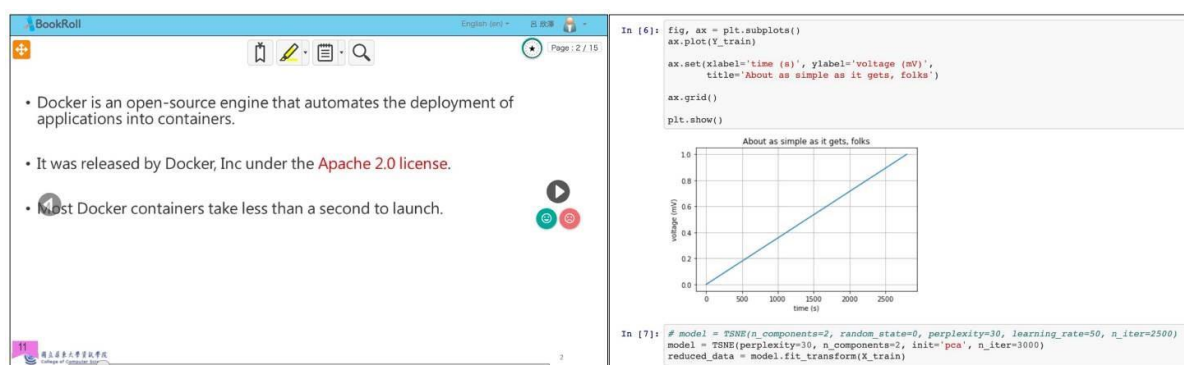 BookRoll
English (en)
Page : 2 / 15
• Docker is an open-source engine that automates the deployment of
applications into containers.
• It was released by Docker, Inc under the Apache 2.0 license.
• Most Docker containers take less than a second to launch.
11
College of Computer
2
In [6]: fig, ax = plt.subplots()
ax.plot(Y_train)
ax.set(xlabel='time (s)', ylabel='voltage (mV)',
title='About as simple as it gets, folks')
ax.grid()
plt.show()
About as simple as it gets, folks
1.0
0.8
0.6
0.4
0.2
0.0
voltage (mV)
0 500 1000 1500 2000 2500
time (s)
In [7]: # model = TSNE(n_components=2, random_state=0, perplexity=30, learning_rate=50, n_iter=2500)
model = TSNE(perplexity=30, n_components=2, init='pca', n_iter=3000)
reduced_data = model.fit_transform(X_train)